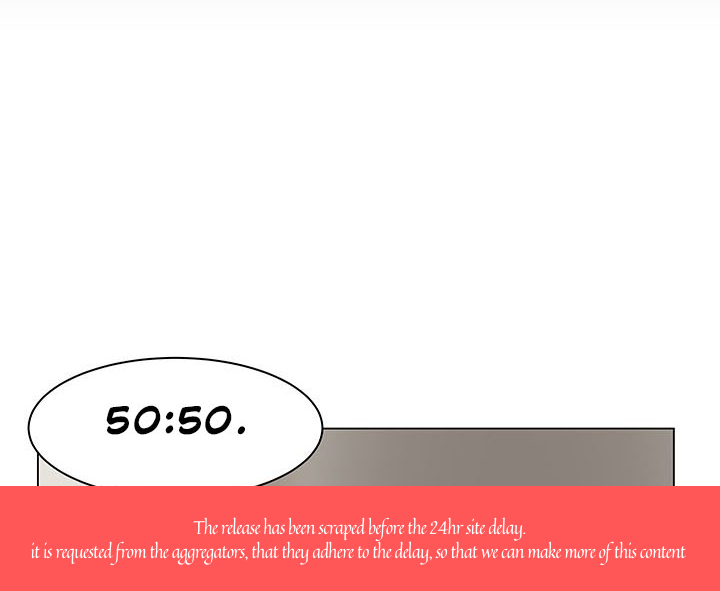 50:50.
The release has been scraped before the 24hr site delay.
it is requested from the aggregators, that they adhere to the delay, so that we can make more of this content